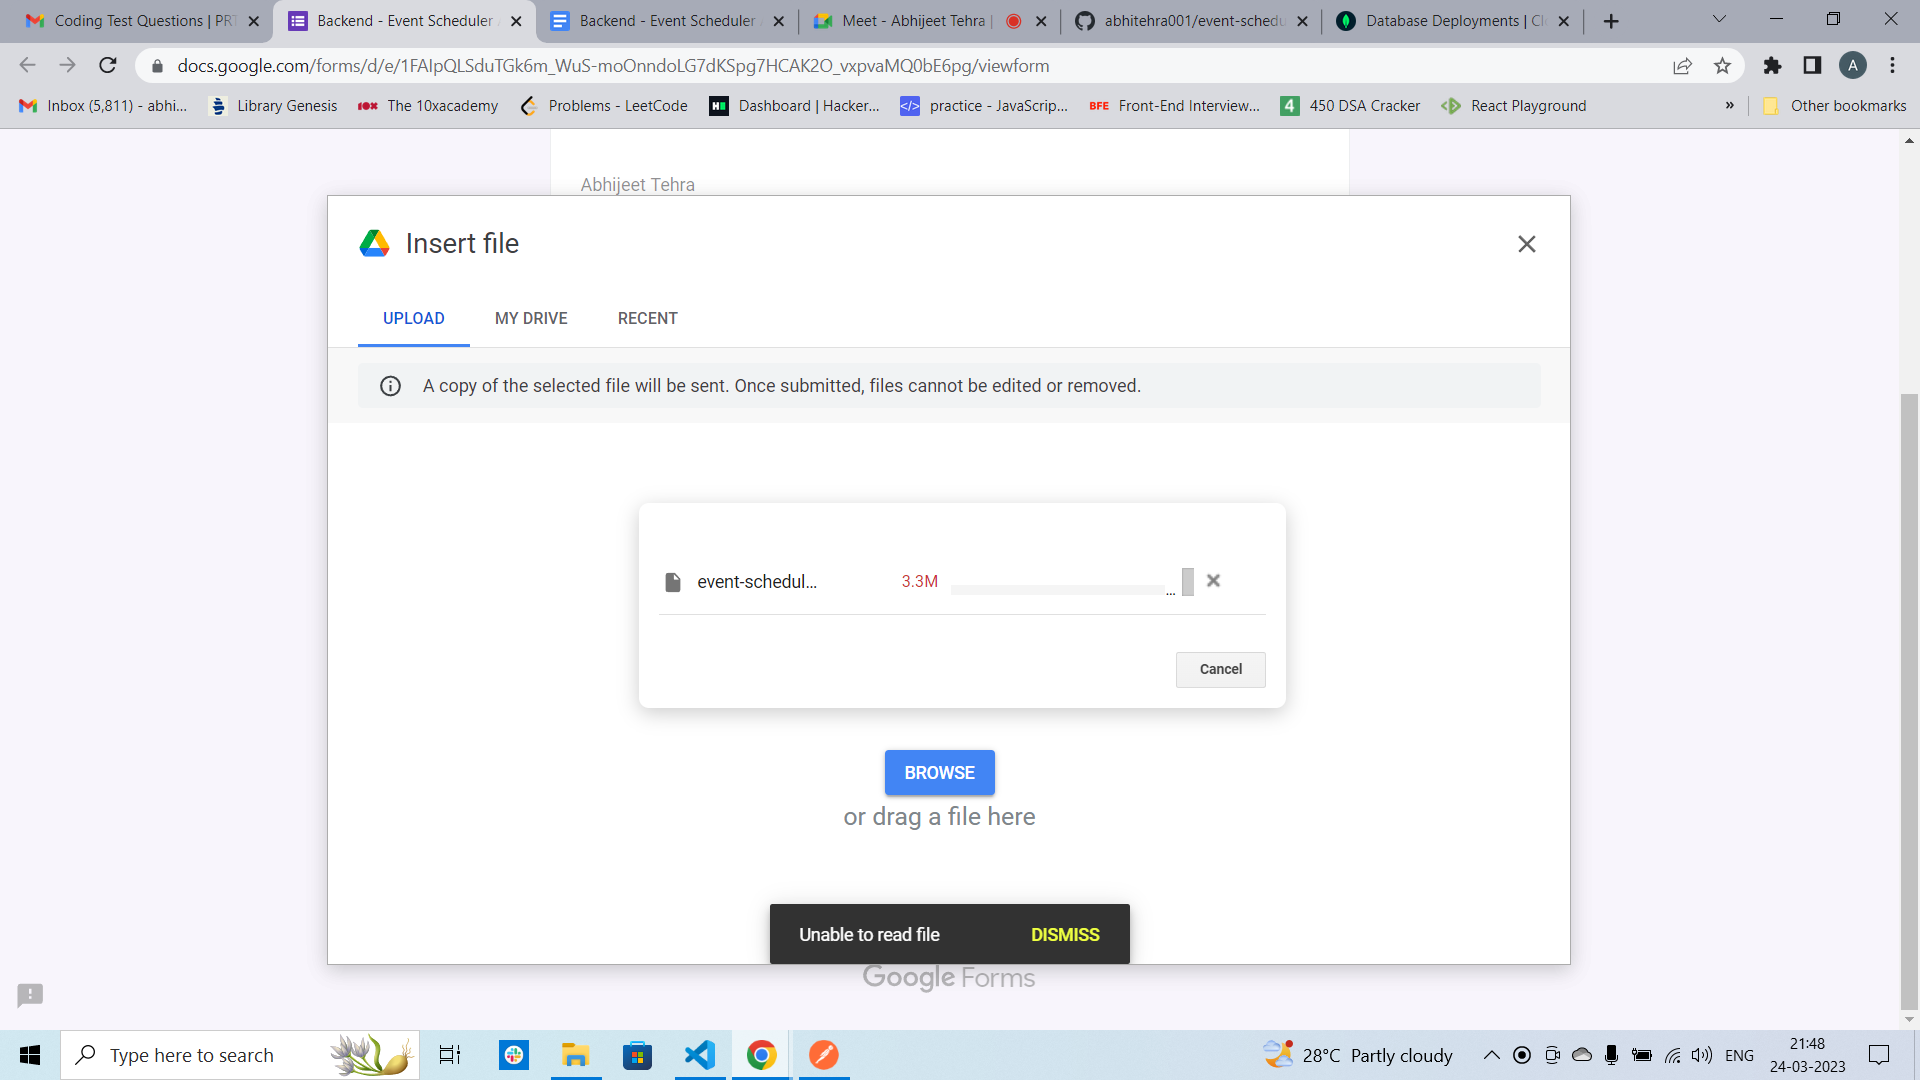 Coding Test Questions | PRT
Backend - Event Scheduler
Backend - Event Scheduler
Meet - Abhijeet Tehra |
abhitehra001/event-schedu
Database Deployments | Cl
docs.google.com/forms/d/e/1FAIpQLSduTGk6m_WuS-moOnndoLG7dKSpg7HCAK2O_vxpvaMQ0bE6pg/viewform
A
Inbox (5,811) - abhi...
Library Genesis
The 10xacademy
Problems - LeetCode
Dashboard | Hacker...
practice - JavaScrip...
BFE Front-End Interview...
4 450 DSA Cracker
React Playground
»
Other bookmarks
Abhijeet Tehra
Insert file
UPLOAD
MY DRIVE
RECENT
A copy of the selected file will be sent. Once submitted, files cannot be edited or removed.
event-schedul... 3.3M ...
Cancel
BROWSE
or drag a file here
Unable to read file DISMISS
Google Forms
Type here to search
28°C Partly cloudy
ENG
21:48
24-03-2023